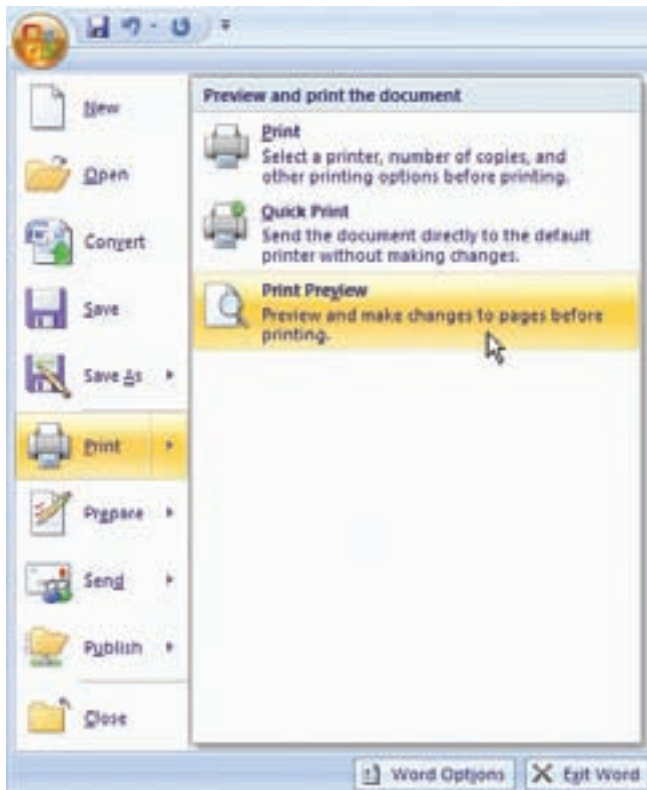 New
Open
Convert
Save
Save As
Print
Prepare
Send
Publish
Close
Preview and print the document
Print
Select a printer, number of copies, and
other printing options before printing.
Quick Print
Send the document directly to the default
printer without making changes.
Print Preview
Preview and make changes to pages before
printing.
Word Options
Exit Word